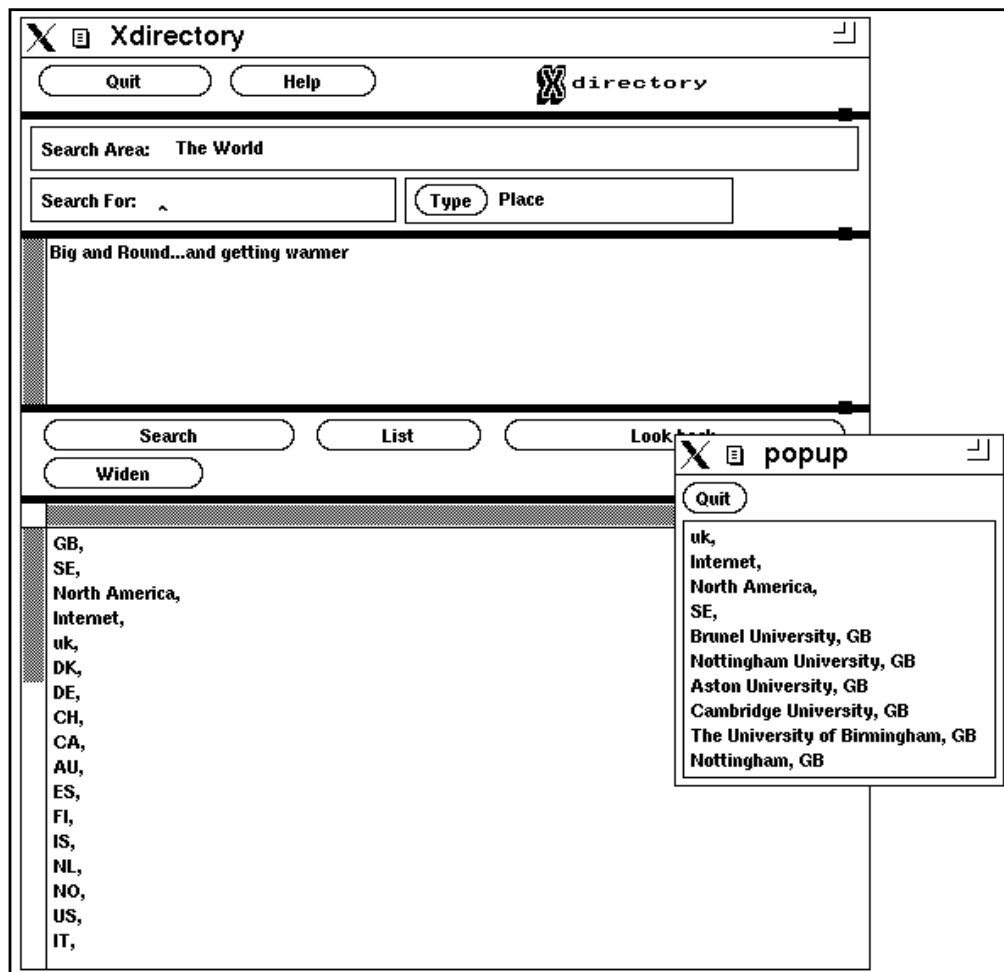 Xdirectory
Quit Help X directory
Search Area: The World
Search For: ^ Type Place
Big and Round...and getting warmer
Search List Look back
Widen
GB,
SE,
North America,
Internet,
uk,
DK,
DE,
CH,
CA,
AU,
ES,
FI,
IS,
NL,
NO,
US,
IT,
popup
Quit
uk,
Internet,
North America,
SE,
Brunel University, GB
Nottingham University, GB
Aston University, GB
Cambridge University, GB
The University of Birmingham, GB
Nottingham, GB